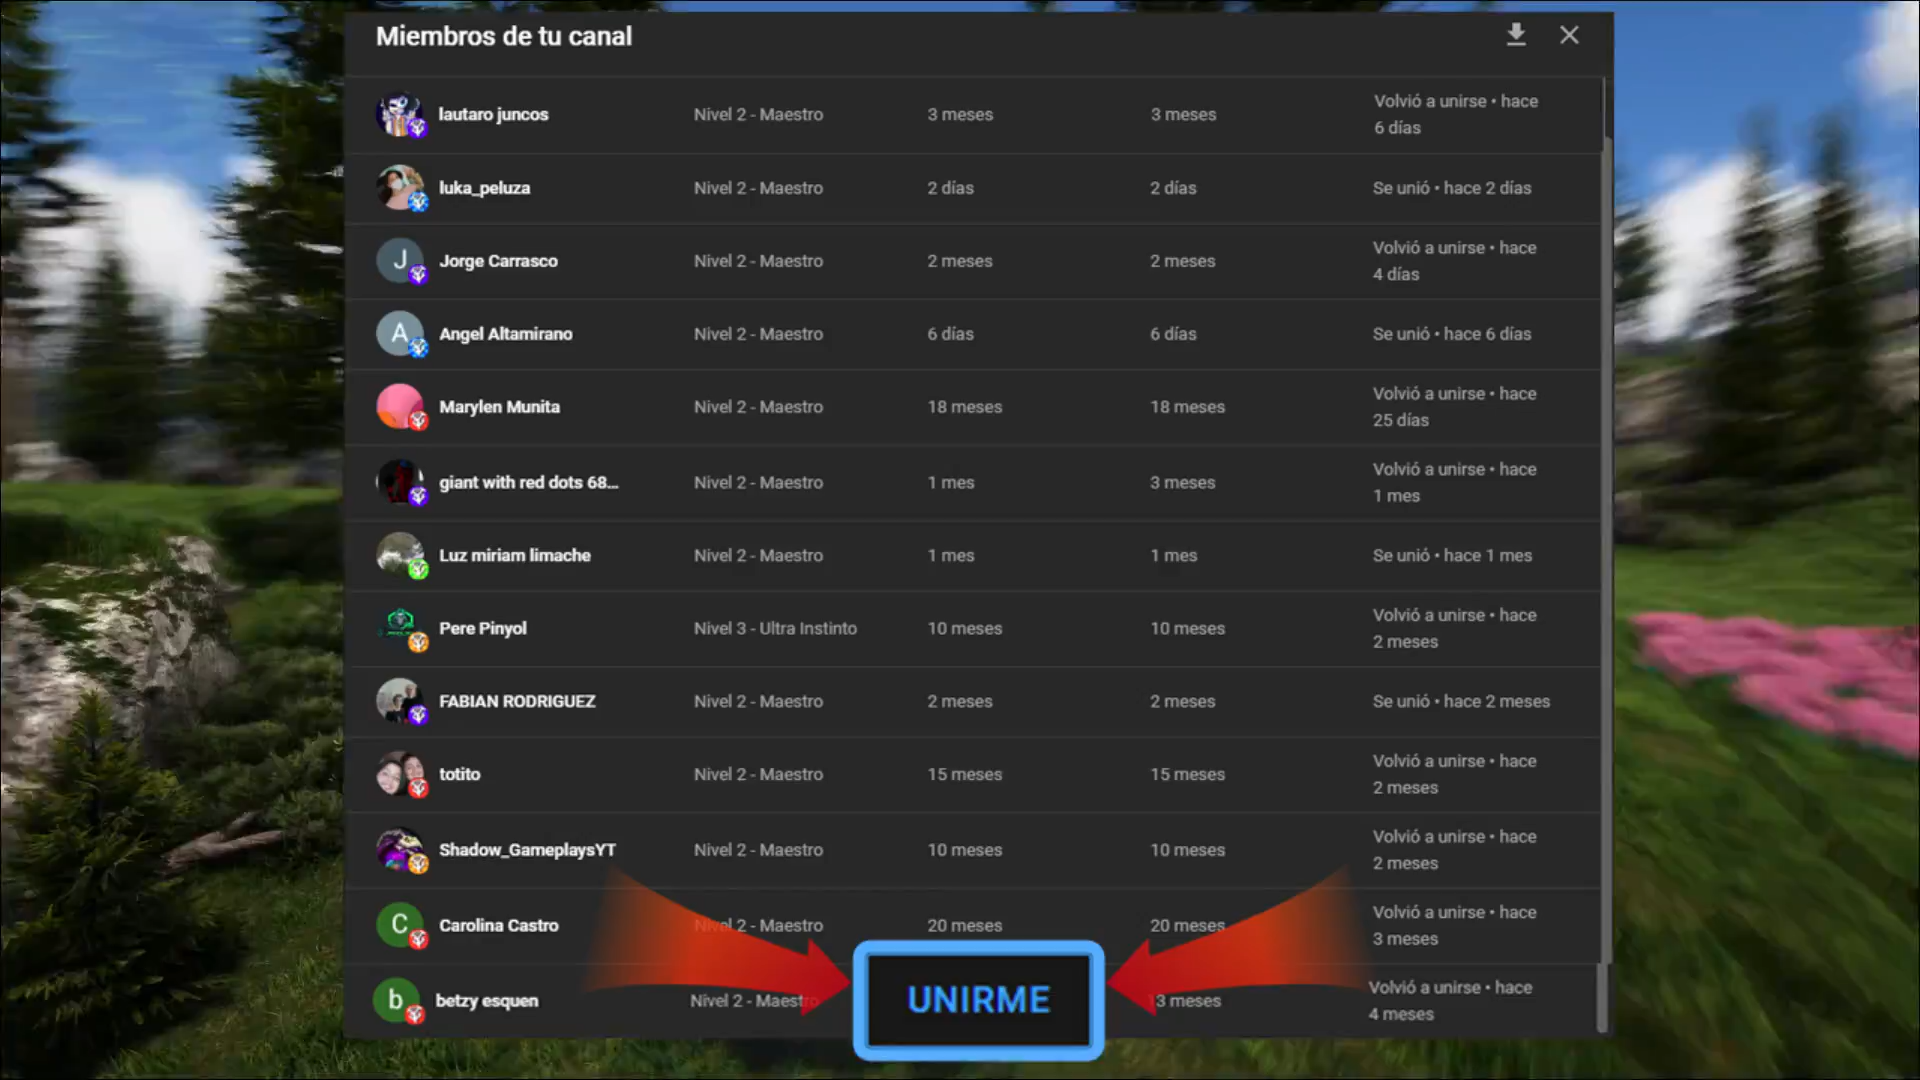 Miembros de tu canal
lautaro juncos Nivel 2 - Maestro 3 meses 3 meses Volvió a unirse • hace
6 días
luka_peluza Nivel 2 - Maestro 2 días 2 días Se unió • hace 2 días
J Jorge Carrasco Nivel 2 - Maestro 2 meses 2 meses Volvió a unirse • hace
4 días
A Angel Altamirano Nivel 2 - Maestro 6 días 6 días Se unió • hace 6 días
Marylen Munita Nivel 2 - Maestro 18 meses 18 meses Volvió a unirse • hace
25 días
giant with red dots 68... Nivel 2 - Maestro 1 mes 3 meses Volvió a unirse • hace
1 mes
Luz miriam limache Nivel 2 - Maestro 1 mes 1 mes Se unió • hace 1 mes
Pere Pinyol Nivel 3 - Ultra Instinto 10 meses 10 meses Volvió a unirse • hace
2 meses
FABIAN RODRIGUEZ Nivel 2 - Maestro 2 meses 2 meses Se unió • hace 2 meses
totito Nivel 2 - Maestro 15 meses 15 meses Volvió a unirse • hace
2 meses
Shadow_GameplaysYT Nivel 2 - Maestro 10 meses 10 meses Volvió a unirse • hace
2 meses
C Carolina Castro Nivel 2 - Maestro 20 meses 20 meses Volvió a unirse • hace
3 meses
b betzy esquen Nivel 2 - Maestro 13 meses Volvió a unirse • hace
4 meses
UNIRME